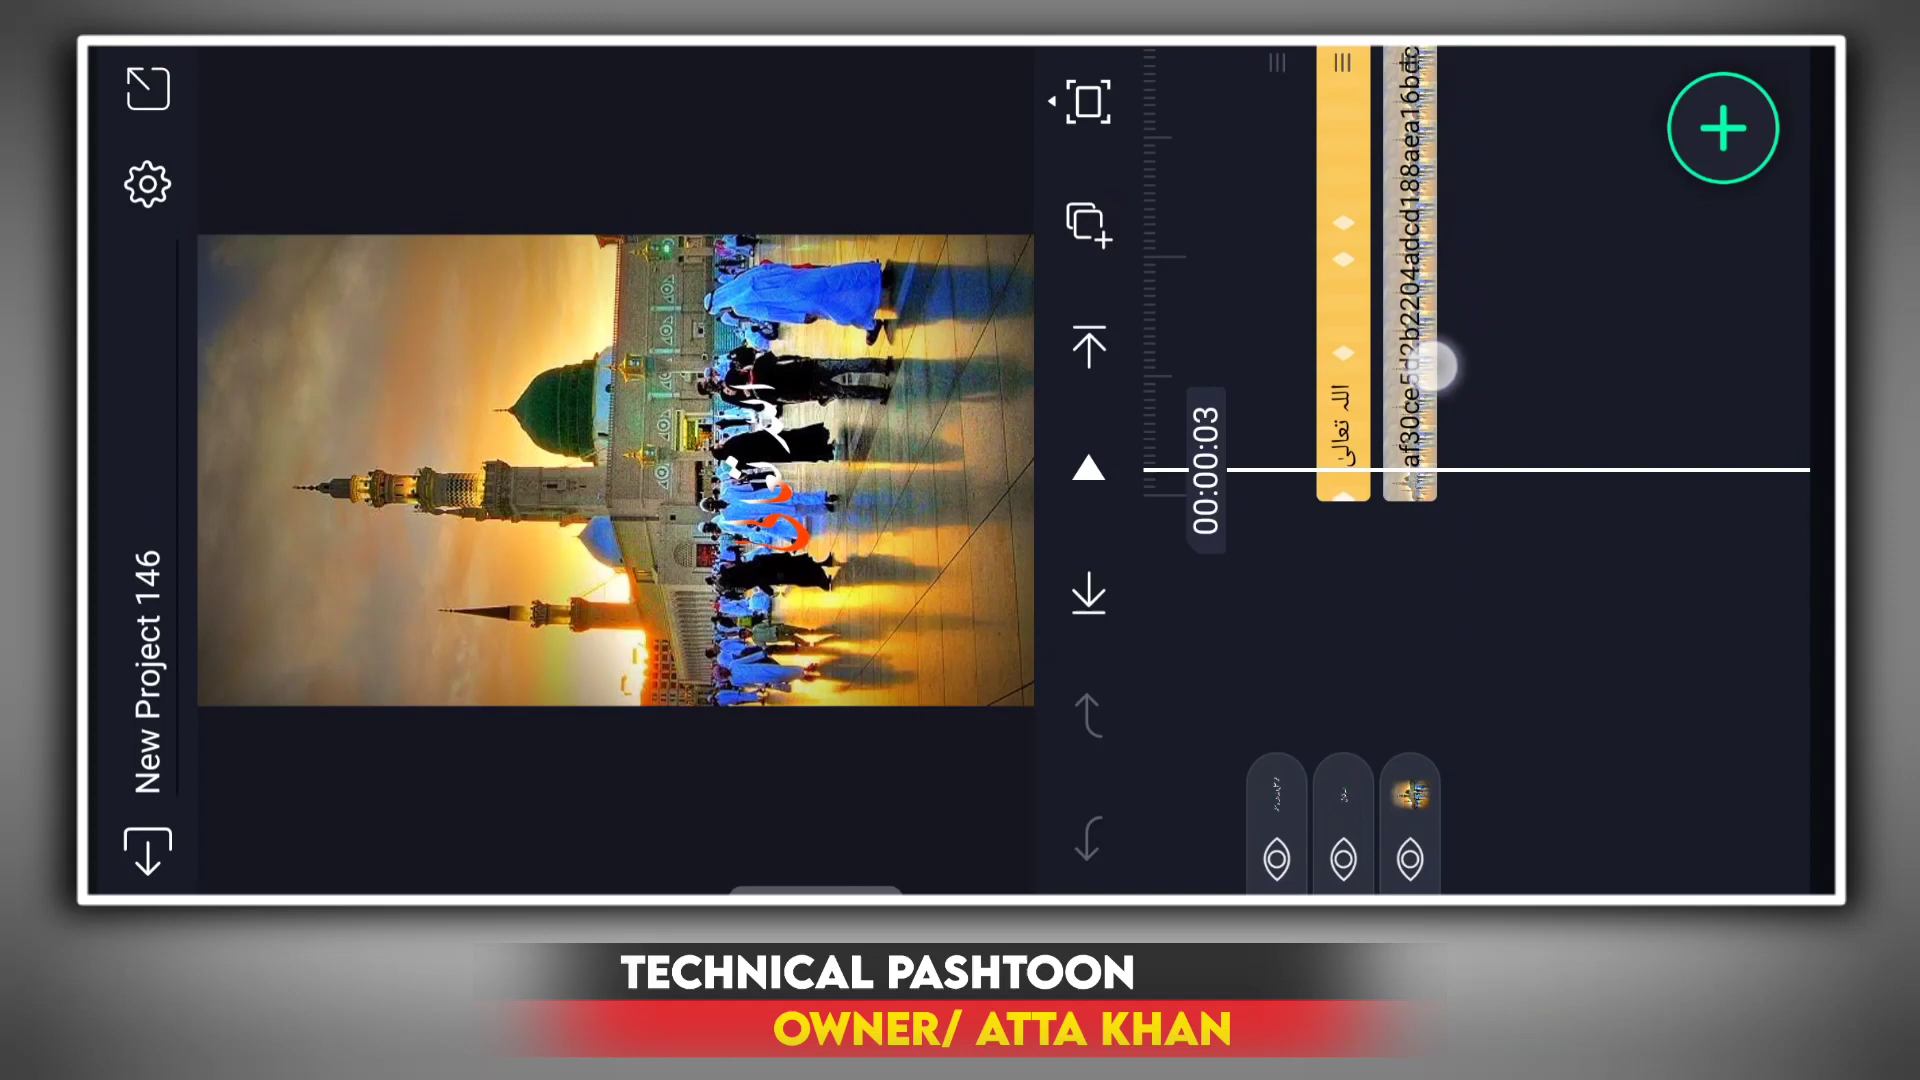 New Project 146
00:00:03
اللہ تعالیٰ
af30ce5d2b2204adcd188aea16bdc
TECHNICAL PASHTOON
OWNER/ ATTA KHAN